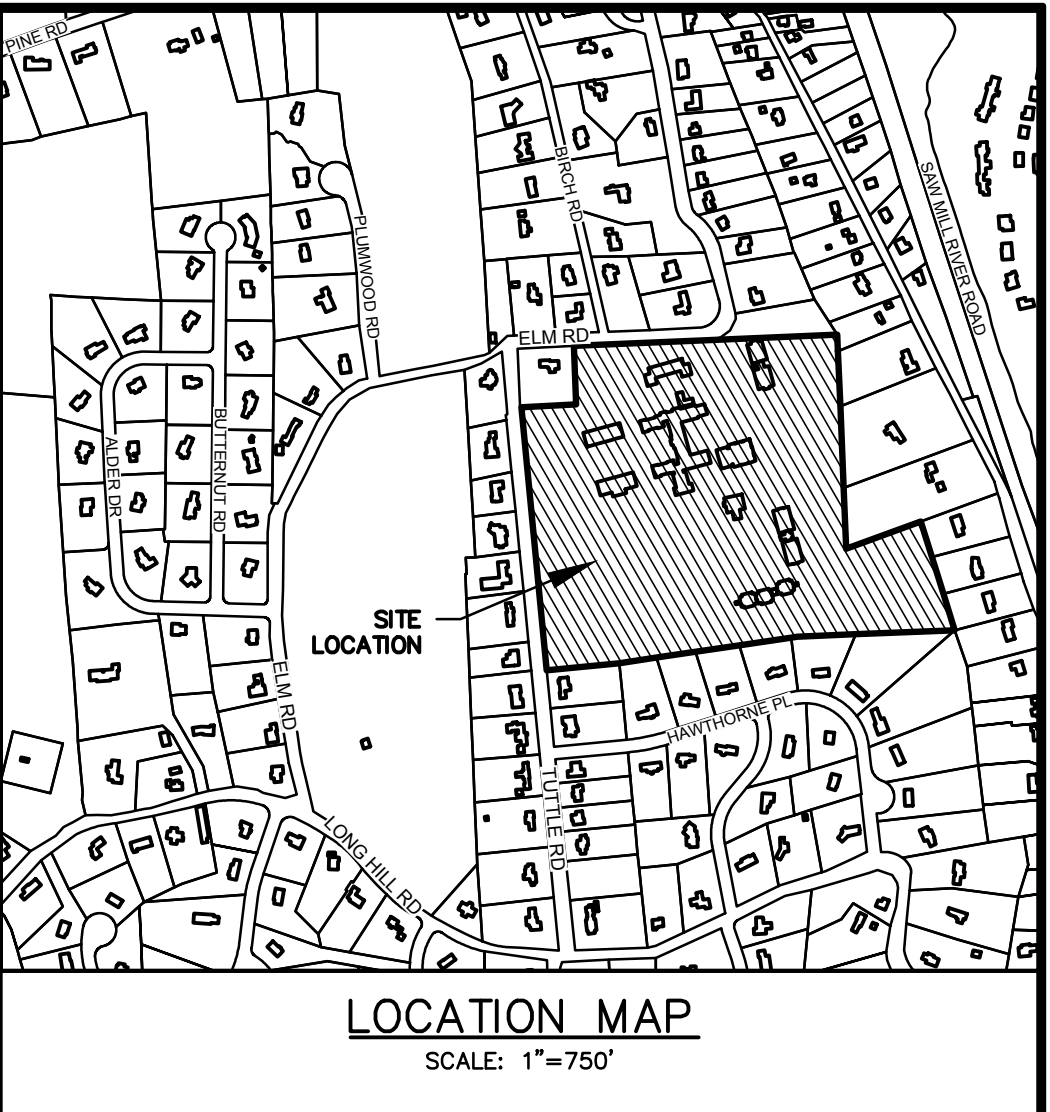 PINE RD
BIRCH RD
SAW MILL RIVER ROAD
PLUMWOOD RD
ELM RD
BUTTERNUT RD
ALDER DR
SITE
LOCATION
ELM RD
HAWTHORNE PL
TUTTLE RD
LONG HILL RD
LOCATION MAP
SCALE: 1"=750'